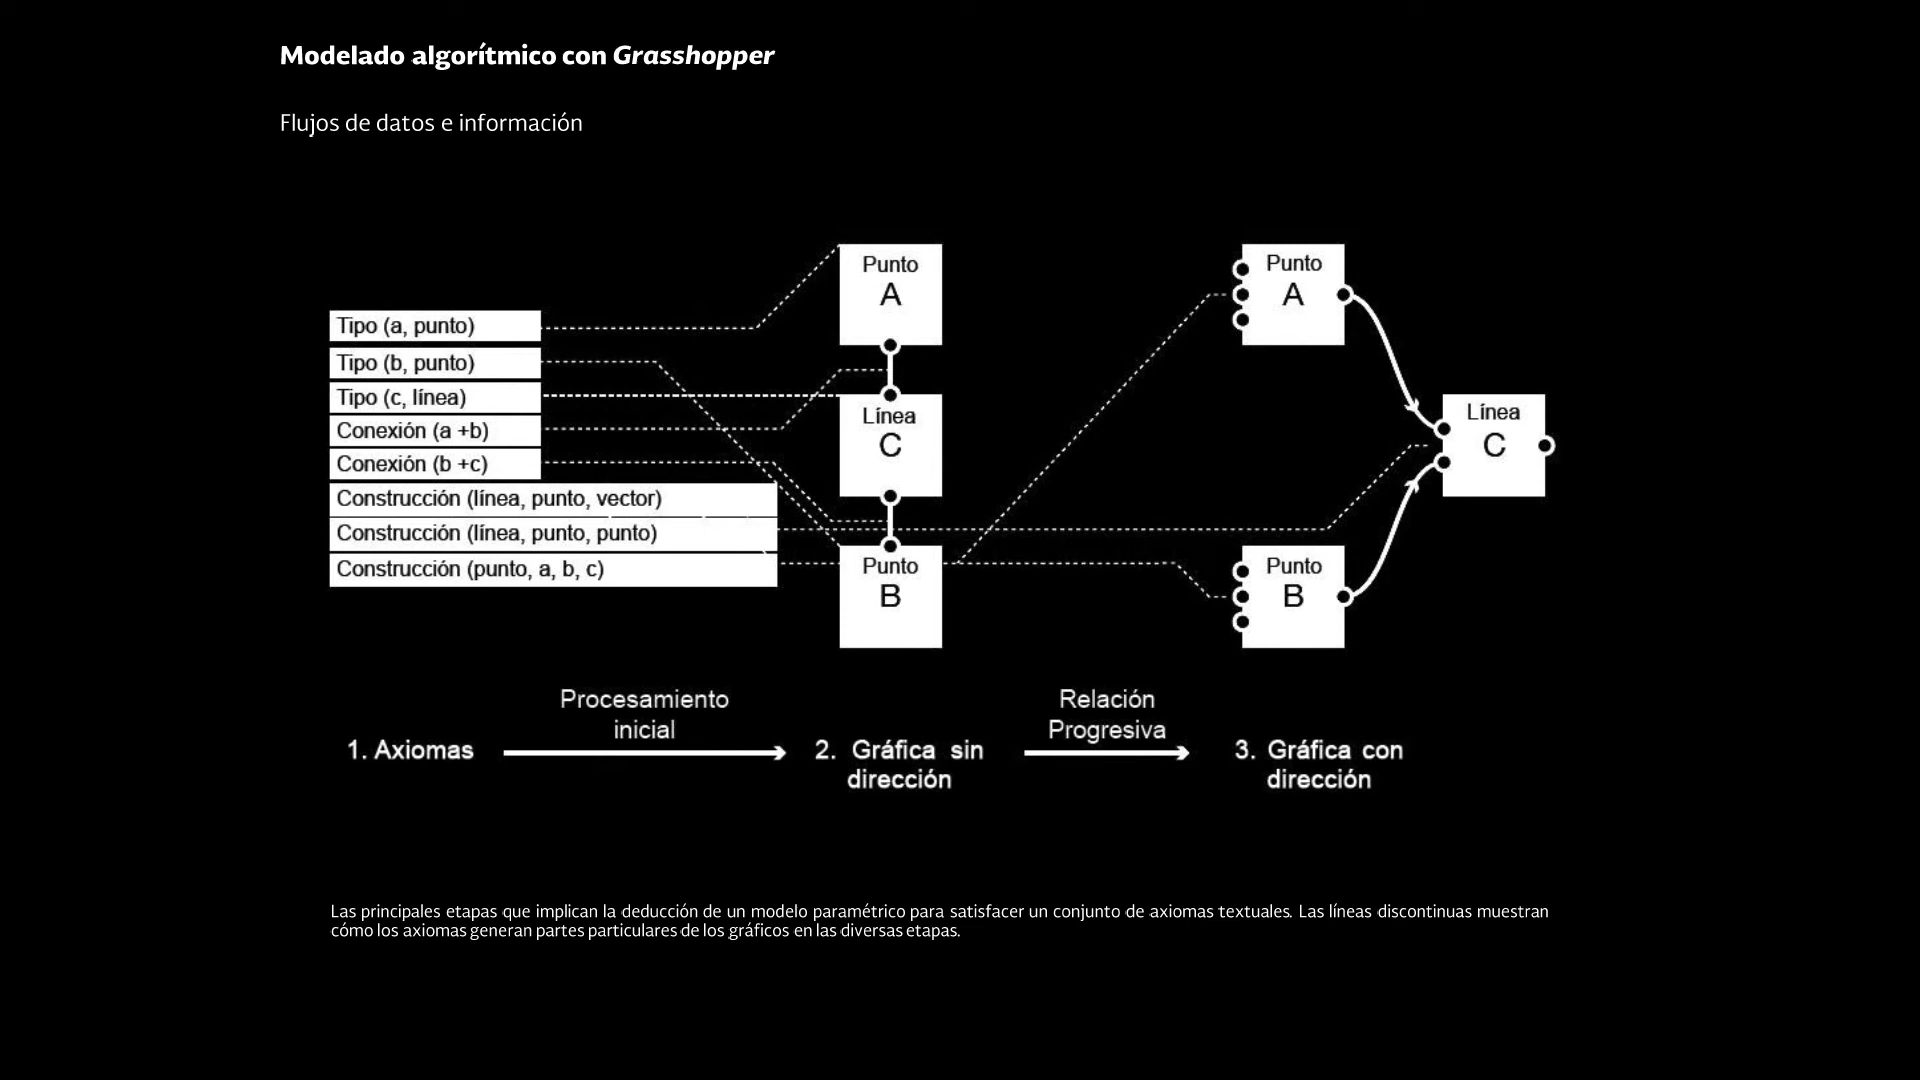 Modelado algorítmico con Grasshopper
Flujos de datos e información
Tipo (a, punto)
Tipo (b, punto)
Tipo (c, línea)
Conexión (a +b)
Conexión (b +c)
Construcción (línea, punto, vector)
Construcción (línea, punto, punto)
Construcción (punto, a, b, c)
Punto
A
Línea
C
Punto
B
Punto
A
Línea
C
Punto
B
Procesamiento
inicial
Relación
Progresiva
1. Axiomas
2. Gráfica sin
dirección
3. Gráfica con
dirección
Las principales etapas que implican la deducción de un modelo paramétrico para satisfacer un conjunto de axiomas textuales. Las líneas discontinuas muestran
cómo los axiomas generan partes particulares de los gráficos en las diversas etapas.